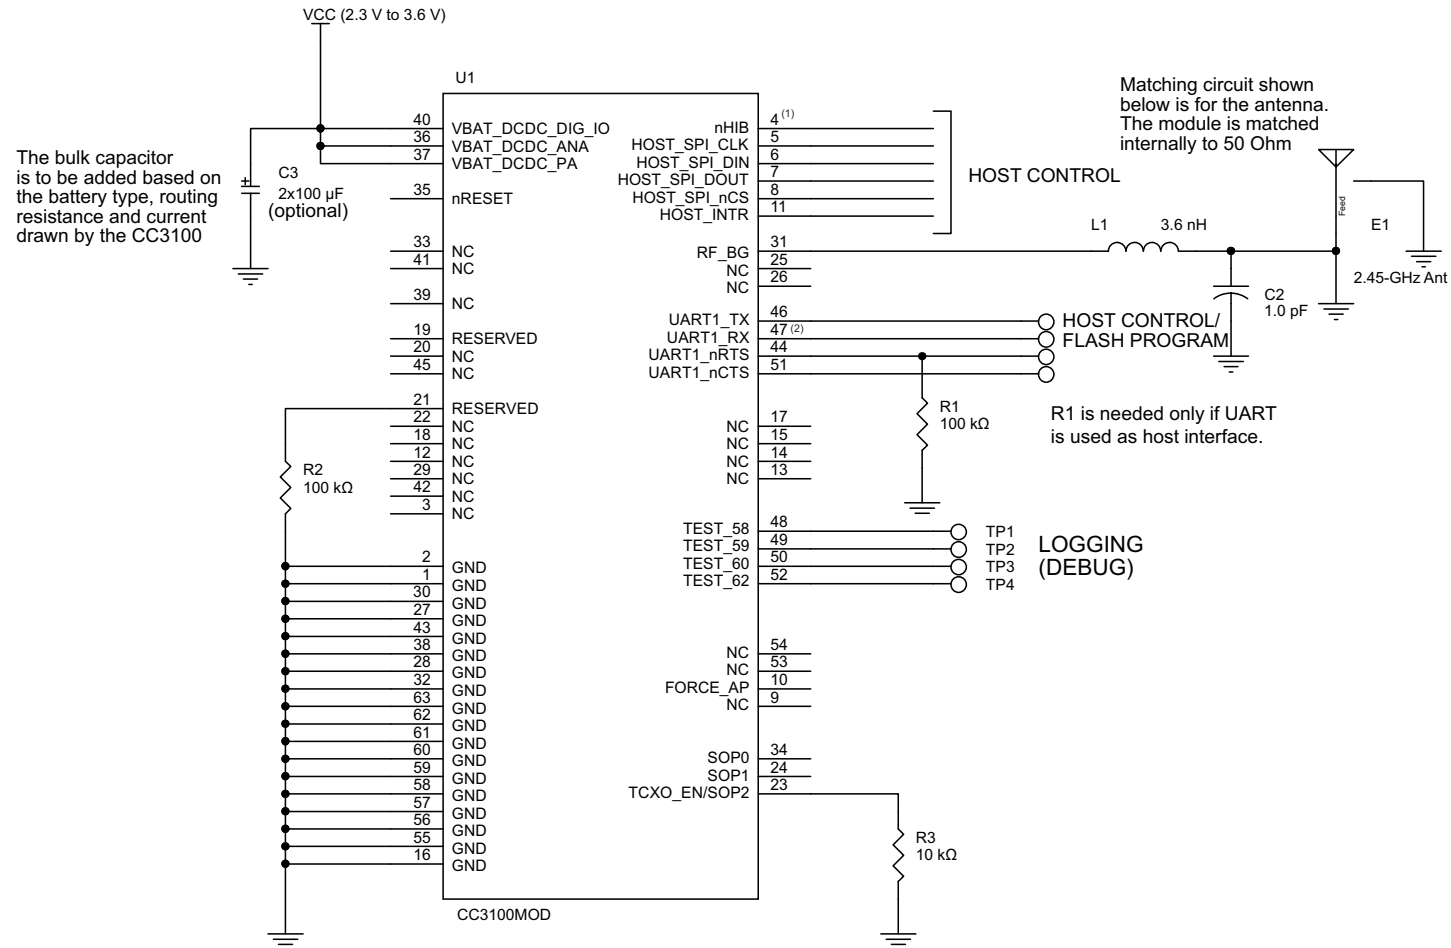 VCC (2.3 V to 3.6 V)
U1
The bulk capacitor
is to be added based on
the battery type, routing
resistance and current
drawn by the CC3100
+
C3
2x100 µF
(optional)
40 VBAT_DCDC_DIG_IO
36 VBAT_DCDC_ANA
37 VBAT_DCDC_PA
35 nRESET
33 NC
41 NC
39 NC
19 RESERVED
20 NC
45 NC
21 RESERVED
22 NC
18 NC
12 NC
29 NC
42 NC
3 NC
R2
100 kΩ
2 GND
1 GND
30 GND
27 GND
43 GND
38 GND
28 GND
32 GND
63 GND
62 GND
61 GND
60 GND
59 GND
58 GND
57 GND
56 GND
55 GND
16 GND
CC3100MOD
nHIB 4 (1)
HOST_SPI_CLK 5
HOST_SPI_DIN 6
HOST_SPI_DOUT 7
HOST_SPI_nCS 8
HOST_INTR 11
HOST CONTROL
RF_BG 31
NC 25
NC 26
UART1_TX 46
UART1_RX 47 (2)
UART1_nRTS 44
UART1_nCTS 51
HOST CONTROL/
FLASH PROGRAM
R1
100 kΩ
R1 is needed only if UART
is used as host interface.
NC 17
NC 15
NC 14
NC 13
TEST_58 48 TP1
TEST_59 49 TP2
TEST_60 50 TP3
TEST_62 52 TP4
LOGGING
(DEBUG)
NC 54
NC 53
FORCE_AP 10
NC 9
SOP0 34
SOP1 24
TCXO_EN/SOP2 23
R3
10 kΩ
Matching circuit shown
below is for the antenna.
The module is matched
internally to 50 Ohm
L1 3.6 nH
Feed
E1
2.45-GHz Ant
C2
1.0 pF